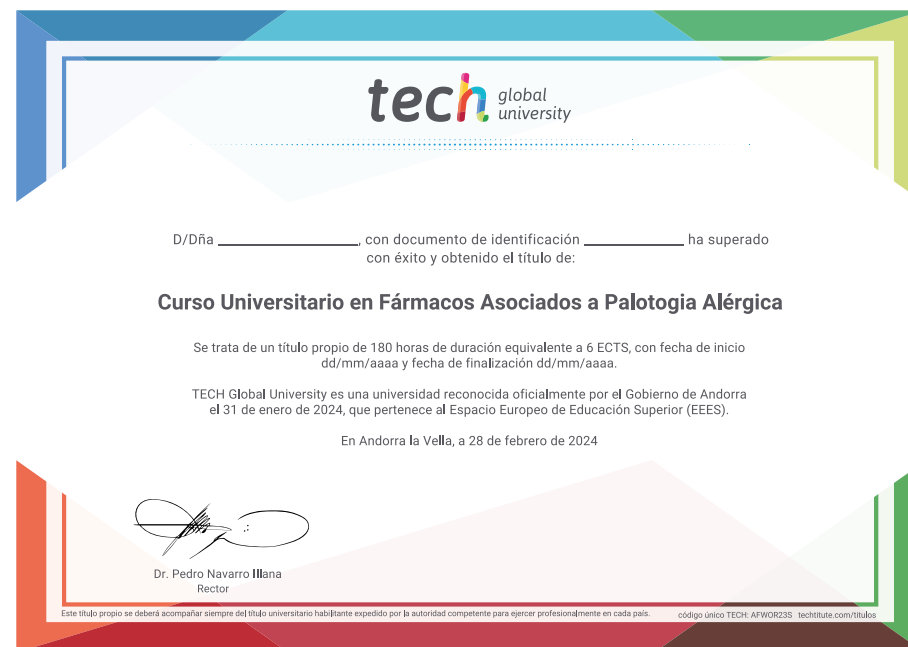 tech global university
D/Dña ____________________, con documento de identificación ______________ ha superado
con éxito y obtenido el título de:
Curso Universitario en Fármacos Asociados a Palotogia Alérgica
Se trata de un título propio de 180 horas de duración equivalente a 6 ECTS, con fecha de inicio
dd/mm/aaaa y fecha de finalización dd/mm/aaaa.
TECH Global University es una universidad reconocida oficialmente por el Gobierno de Andorra
el 31 de enero de 2024, que pertenece al Espacio Europeo de Educación Superior (EEES).
En Andorra la Vella, a 28 de febrero de 2024
Dr. Pedro Navarro Illana
Rector
Este título propio se deberá acompañar siempre del título universitario habilitante expedido por la autoridad competente para ejercer profesionalmente en cada país.
código único TECH: AFWOR23S techtitute.com/titulos